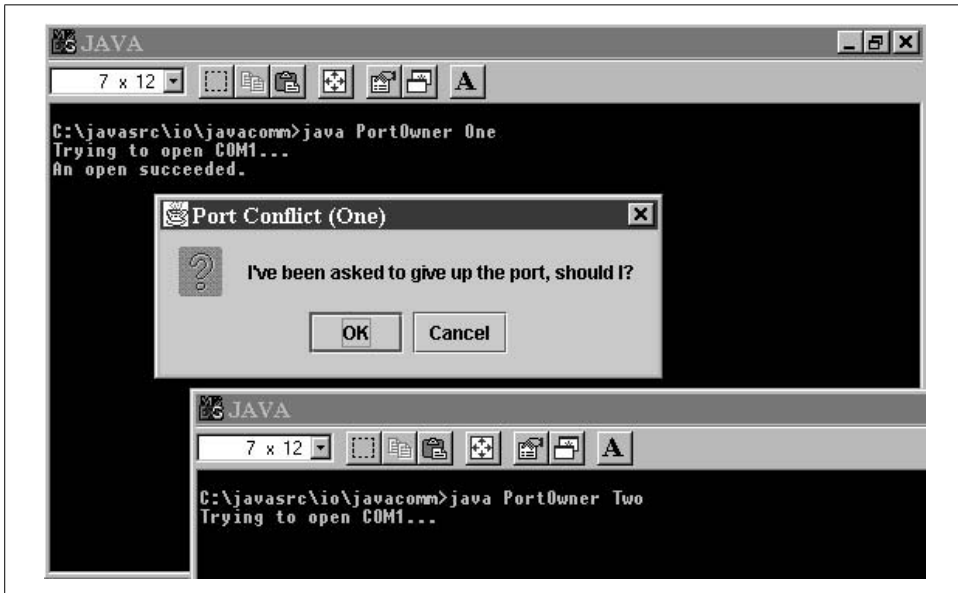 JAVA
7 x 12
A
C:\javasrc\io\javacomm>java PortOwner One
Trying to open COM1...
An open succeeded.
Port Conflict (One)
I've been asked to give up the port, should I?
OK
Cancel
JAVA
7 x 12
A
C:\javasrc\io\javacomm>java PortOwner Two
Trying to open COM1...